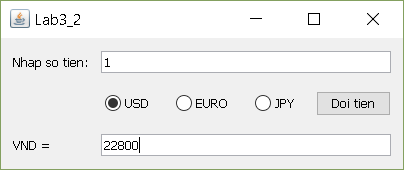 Lab3_2
Nhap so tien: 1
USD EURO JPY Doi tien
VND = 22800